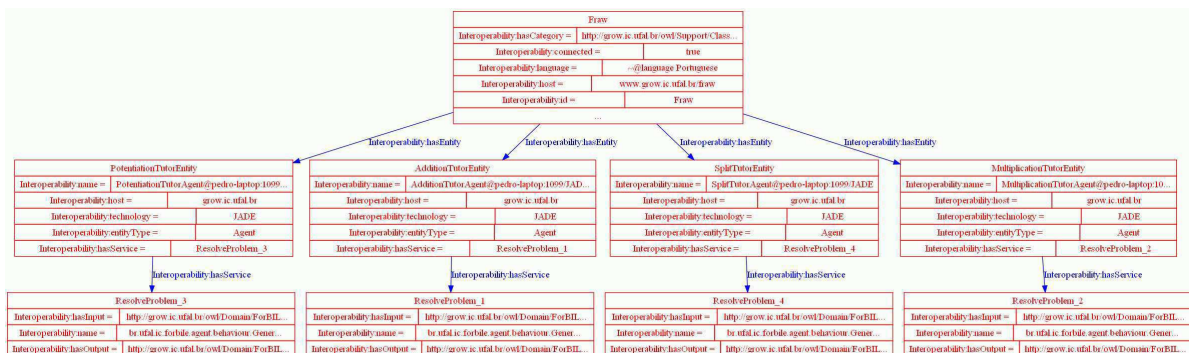 Fraw
Interoperability:hasCategory = http://grow.ic.ufal.br/owl/Support/Class...
Interoperability:connected = true
Interoperability:language = ~@language Portuguese
Interoperability:host = www.grow.ic.ufal.br/fraw
Interoperability:id = Fraw
...
Interoperability:hasEntity Interoperability:hasEntity Interoperability:hasEntity Interoperability:hasEntity
PotentiationTutorEntity
Interoperability:name = PotentiationTutorAgent@pedro-laptop:1099...
Interoperability:host = grow.ic.ufal.br
Interoperability:technology = JADE
Interoperability:entityType = Agent
Interoperability:hasService = ResolveProblem_3
AdditionTutorEntity
Interoperability:name = AdditionTutorAgent@pedro-laptop:1099/JAD...
Interoperability:host = grow.ic.ufal.br
Interoperability:technology = JADE
Interoperability:entityType = Agent
Interoperability:hasService = ResolveProblem_1
SplitTutorEntity
Interoperability:name = SplitTutorAgent@pedro-laptop:1099/JADE
Interoperability:host = grow.ic.ufal.br
Interoperability:technology = JADE
Interoperability:entityType = Agent
Interoperability:hasService = ResolveProblem_4
MultiplicationTutorEntity
Interoperability:name = MultiplicationTutorAgent@pedro-laptop:10...
Interoperability:host = grow.ic.ufal.br
Interoperability:technology = JADE
Interoperability:entityType = Agent
Interoperability:hasService = ResolveProblem_2
Interoperability:hasService Interoperability:hasService Interoperability:hasService Interoperability:hasService
ResolveProblem_3
Interoperability:hasInput = http://grow.ic.ufal.br/owl/Domain/ForBIL...
Interoperability:name = br.ufal.ic.forbile.agent.behaviour.Gener...
Interoperability:hasOutput = http://grow.ic.ufal.br/owl/Domain/ForBIL...
ResolveProblem_1
Interoperability:hasInput = http://grow.ic.ufal.br/owl/Domain/ForBIL...
Interoperability:name = br.ufal.ic.forbile.agent.behaviour.Gener...
Interoperability:hasOutput = http://grow.ic.ufal.br/owl/Domain/ForBIL...
ResolveProblem_4
Interoperability:hasInput = http://grow.ic.ufal.br/owl/Domain/ForBIL...
Interoperability:name = br.ufal.ic.forbile.agent.behaviour.Gener...
Interoperability:hasOutput = http://grow.ic.ufal.br/owl/Domain/ForBIL...
ResolveProblem_2
Interoperability:hasInput = http://grow.ic.ufal.br/owl/Domain/ForBIL...
Interoperability:name = br.ufal.ic.forbile.agent.behaviour.Gener...
Interoperability:hasOutput = http://grow.ic.ufal.br/owl/Domain/ForBIL...